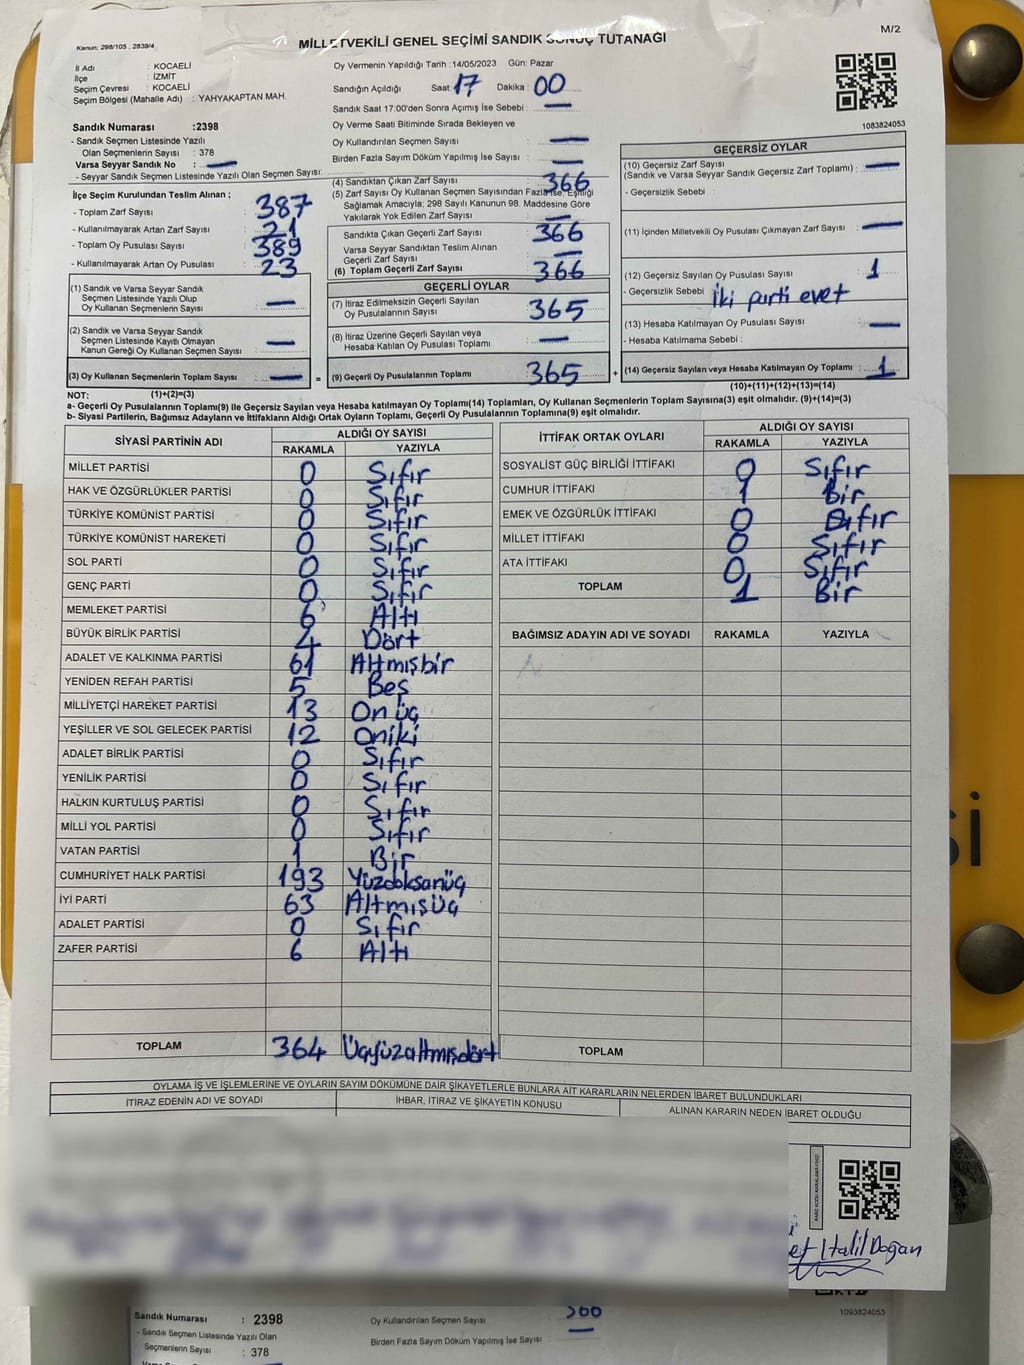 M/2
Kanun: 298/105 , 2839/4
MİLLETVEKİLİ GENEL SEÇİMİ SANDIK SONUÇ TUTANAĞI
İl Adı : KOCAELİ
İlçe : İZMİT
Seçim Çevresi : KOCAELİ
Seçim Bölgesi (Mahalle Adı) : YAHYAKAPTAN MAH.
Oy Vermenin Yapıldığı Tarih :14/05/2023 Gün: Pazar
Sandığın Açıldığı Saat: 17 Dakika : 00
Sandık Saat 17:00'den Sonra Açımış İse Sebebi : —
Sandık Numarası :2398
- Sandık Seçmen Listesinde Yazılı
Olan Seçmenlerin Sayısı : 378
Varsa Seyyar Sandık No : —
- Seyyar Sandık Seçmen Listesinde Yazılı Olan Seçmen Sayısı:
Oy Verme Saati Bitiminde Sırada Bekleyen ve
Oy Kullandırılan Seçmen Sayısı : —
Birden Fazla Sayım Döküm Yapılmış İse Sayısı : —
1083824053
İlçe Seçim Kurulundan Teslim Alınan ;
- Toplam Zarf Sayısı : 387
- Kullanılmayarak Artan Zarf Sayısı : 21
- Toplam Oy Pusulası Sayısı : 389
- Kullanılmayarak Artan Oy Pusulası : 23
(4) Sandıktan Çıkan Zarf Sayısı : 366
(5) Zarf Sayısı Oy Kullanan Seçmen Sayısından Fazla ise, Eşitliği
Sağlamak Amacıyla; 298 Sayılı Kanunun 98. Maddesine Göre
Yakılarak Yok Edilen Zarf Sayısı : —
Sandıkta Çıkan Geçerli Zarf Sayısı : 366
Varsa Seyyar Sandıktan Teslim Alınan
Geçerli Zarf Sayısı : —
(6) Toplam Geçerli Zarf Sayısı : 366
GEÇERSİZ OYLAR
(10) Geçersiz Zarf Sayısı
(Sandık ve Varsa Seyyar Sandık Geçersiz Zarf Toplamı) : —
- Geçersizlik Sebebi :
(11) İçinden Milletvekili Oy Pusulası Çıkmayan Zarf Sayısı : —
(12) Geçersiz Sayılan Oy Pusulası Sayısı : 1
- Geçersizlik Sebebi : İki parti evet
(13) Hesaba Katılmayan Oy Pusulası Sayısı : —
- Hesaba Katılmama Sebebi :
(14) Geçersiz Sayılan veya Hesaba Katılmayan Oy Toplamı : 1
(1) Sandık ve Varsa Seyyar Sandık
Seçmen Listesinde Yazılı Olup
Oy Kullanan Seçmenlerin Sayısı : —
(2) Sandık ve Varsa Seyyar Sandık
Seçmen Listesinde Kayıtlı Olmayan
Kanun Gereği Oy Kullanan Seçmen Sayısı : —
(3) Oy Kullanan Seçmenlerin Toplam Sayısı : — =
GEÇERLİ OYLAR
(7) İtiraz Edilmeksizin Geçerli Sayılan
Oy Pusulalarının Sayısı : 365
(8) İtiraz Üzerine Geçerli Sayılan veya
Hesaba Katılan Oy Pusulası Toplamı : —
(9) Geçerli Oy Pusulalarının Toplamı : 365 +
NOT: (1)+(2)=(3) (10)+(11)+(12)+(13)=(14)
a- Geçerli Oy Pusulalarının Toplamı(9) ile Geçersiz Sayılan veya Hesaba katılmayan Oy Toplamı(14) Toplamları, Oy Kullanan Seçmenlerin Toplam Sayısına(3) eşit olmalıdır. (9)+(14)=(3)
b- Siyasi Partilerin, Bağımsız Adayların ve İttifakların Aldığı Oy Ortak Oyların Toplamı, Geçerli Oy Pusulalarının Toplamına(9) eşit olmalıdır.
SİYASİ PARTİNİN ADI ALDIĞI OY SAYISI
RAKAMLA YAZIYLA
MİLLET PARTİSİ 0 Sıfır
HAK VE ÖZGÜRLÜKLER PARTİSİ 0 Sıfır
TÜRKİYE KOMÜNİST PARTİSİ 0 Sıfır
TÜRKİYE KOMÜNİST HAREKETİ 0 Sıfır
SOL PARTİ 0 Sıfır
GENÇ PARTİ 0 Sıfır
MEMLEKET PARTİSİ 6 Altı
BÜYÜK BİRLİK PARTİSİ 4 Dört
ADALET VE KALKINMA PARTİSİ 61 Altmışbir
YENİDEN REFAH PARTİSİ 5 Beş
MİLLİYETÇİ HAREKET PARTİSİ 13 On üç
YEŞİLLER VE SOL GELECEK PARTİSİ 12 Oniki
ADALET BİRLİK PARTİSİ 0 Sıfır
YENİLİK PARTİSİ 0 Sıfır
HALKIN KURTULUŞ PARTİSİ 0 Sıfır
MİLLİ YOL PARTİSİ 0 Sıfır
VATAN PARTİSİ 1 Bir
CUMHURİYET HALK PARTİSİ 193 Yüzdoksanüç
İYİ PARTİ 63 Altmışüç
ADALET PARTİSİ 0 Sıfır
ZAFER PARTİSİ 6 Altı
TOPLAM 364 Üçyüzaltmışdört
İTTİFAK ORTAK OYLARI ALDIĞI OY SAYISI
RAKAMLA YAZIYLA
SOSYALİST GÜÇ BİRLİĞİ İTTİFAKI 0 Sıfır
CUMHUR İTTİFAKI 1 Bir
EMEK VE ÖZGÜRLÜK İTTİFAKI 0 Sıfır
MİLLET İTTİFAKI 0 Sıfır
ATA İTTİFAKI 0 Sıfır
TOPLAM 1 Bir
BAĞIMSIZ ADAYIN ADI VE SOYADI RAKAMLA YAZIYLA
TOPLAM
OYLAMA İŞ VE İŞLEMLERİNE VE OYLARIN SAYIM DÖKÜMÜNE DAİR ŞİKAYETLERLE BUNLARA AİT KARARLARIN NELERDEN İBARET BULUNDUKLARI
İTİRAZ EDENİN ADI VE SOYADI İHBAR, İTİRAZ VE ŞİKAYETİN KONUSU ALINAN KARARIN NEDEN İBARET OLDUĞU
et Halil Doğan
1093824053
Sandık Numarası : 2398
- Sandık Seçmen Listesinde Yazılı Olan
Seçmenlerin Sayısı : 378
Oy Kullandırılan Seçmen Sayısı : 366
Birden Fazla Sayım Döküm Yapılmış İse Sayısı : —